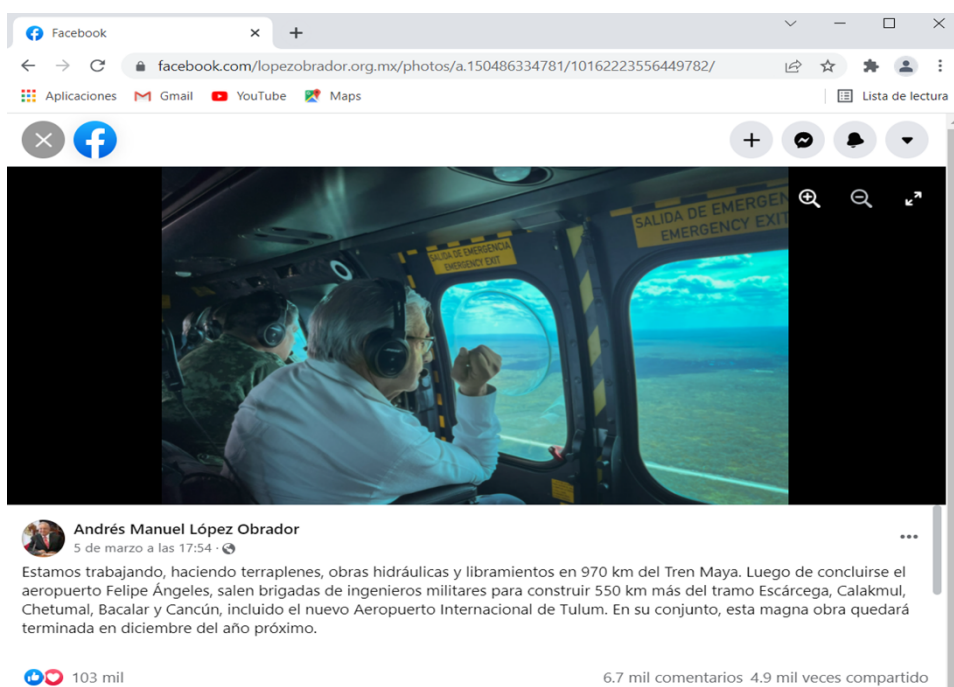 Facebook
facebook.com/lopezobrador.org.mx/photos/a.150486334781/10162223556449782/
Aplicaciones Gmail YouTube Maps Lista de lectura
SALIDA DE EMERGENCIA
EMERGENCY EXIT
SALIDA DE EMERGEN
EMERGENCY EXIT
Andrés Manuel López Obrador
5 de marzo a las 17:54 ·
Estamos trabajando, haciendo terraplenes, obras hidráulicas y libramientos en 970 km del Tren Maya. Luego de concluirse el
aeropuerto Felipe Ángeles, salen brigadas de ingenieros militares para construir 550 km más del tramo Escárcega, Calakmul,
Chetumal, Bacalar y Cancún, incluido el nuevo Aeropuerto Internacional de Tulum. En su conjunto, esta magna obra quedará
terminada en diciembre del año próximo.
103 mil 6.7 mil comentarios 4.9 mil veces compartido